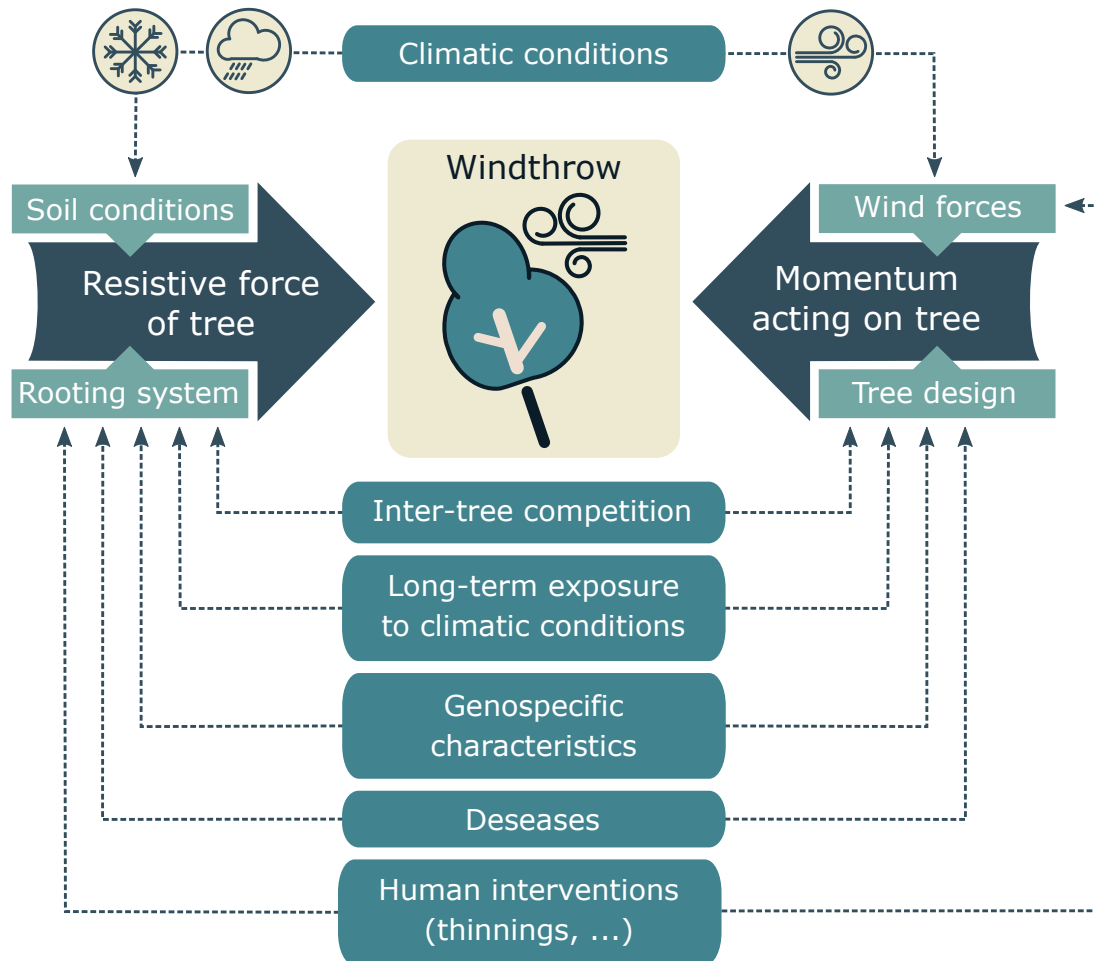 Climatic conditions
Windthrow
Soil conditions
Wind forces
Resistive force
of tree
Momentum
acting on tree
Rooting system
Tree design
Inter-tree competition
Long-term exposure
to climatic conditions
Genospecific
characteristics
Deseases
Human interventions
(thinnings, ...)